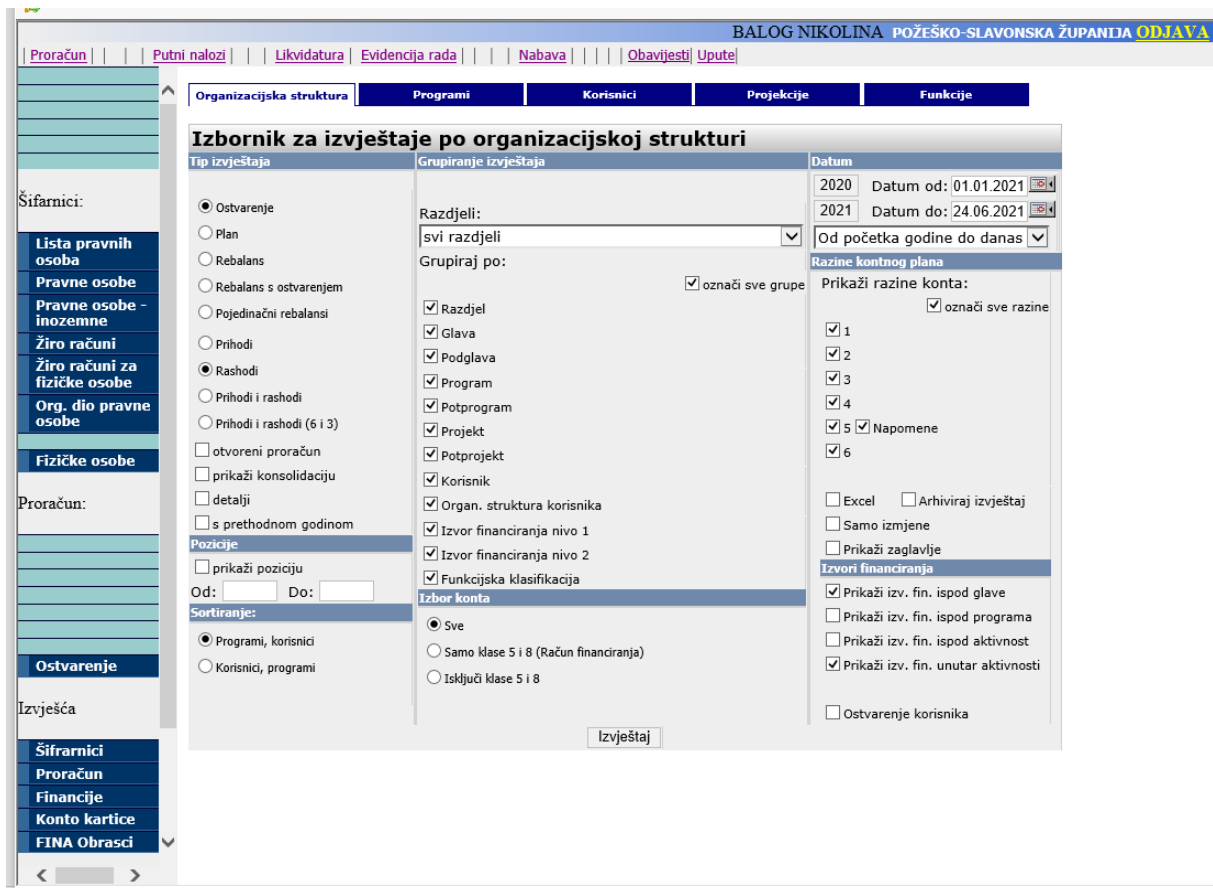 BALOG NIKOLINA POŽEŠKO-SLAVONSKA ŽUPANIJA ODJAVA
| Proračun | | | | Putni nalozi | | | Likvidatura | Evidencija rada | | | | Nabava | | | | | Obavijesti | Upute |
Organizacijska struktura Programi Korisnici Projekcije Funkcije
Izbornik za izvještaje po organizacijskoj strukturi
Šifarnici:
Lista pravnih
osoba
Pravne osobe
Pravne osobe -
inozemne
Žiro računi
Žiro računi za
fizičke osobe
Org. dio pravne
osobe
Fizičke osobe
Proračun:
Ostvarenje
Izvješća
Šifrarnici
Proračun
Financije
Konto kartice
FINA Obrasci
Tip izvještaja
Ostvarenje
Plan
Rebalans
Rebalans s ostvarenjem
Pojedinačni rebalansi
Prihodi
Rashodi
Prihodi i rashodi
Prihodi i rashodi (6 i 3)
otvoreni proračun
prikaži konsolidaciju
detalji
s prethodnom godinom
Pozicije
prikaži poziciju
Od: Do:
Sortiranje:
Programi, korisnici
Korisnici, programi
Grupiranje izvještaja
Razdjeli:
svi razdjeli
Grupiraj po:
označi sve grupe
Razdjel
Glava
Podglava
Program
Potprogram
Projekt
Potprojekt
Korisnik
Organ. struktura korisnika
Izvor financiranja nivo 1
Izvor financiranja nivo 2
Funkcijska klasifikacija
Izbor konta
Sve
Samo klase 5 i 8 (Račun financiranja)
Isključi klase 5 i 8
Datum
2020 Datum od: 01.01.2021
2021 Datum do: 24.06.2021
Od početka godine do danas
Razine kontnog plana
Prikaži razine konta:
označi sve razine
1
2
3
4
5 Napomene
6
Excel Arhiviraj izvještaj
Samo izmjene
Prikaži zaglavlje
Izvori financiranja
Prikaži izv. fin. ispod glave
Prikaži izv. fin. ispod programa
Prikaži izv. fin. ispod aktivnost
Prikaži izv. fin. unutar aktivnosti
Ostvarenje korisnika
Izvještaj